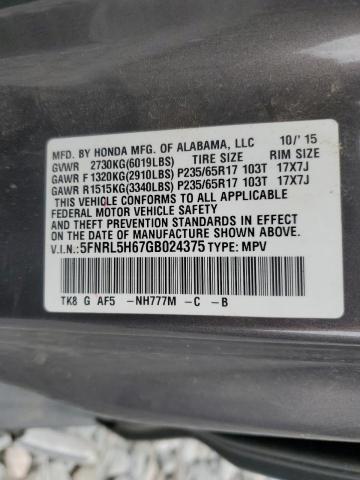 MFD. BY HONDA MFG. OF ALABAMA, LLC 10/'15
GVWR 2730KG(6019LBS) TIRE SIZE RIM SIZE
GAWR F 1320KG(2910LBS) P235/65R17 103T 17X7J
GAWR R 1515KG(3340LBS) P235/65R17 103T 17X7J
THIS VEHICLE CONFORMS TO ALL APPLICABLE
FEDERAL MOTOR VEHICLE SAFETY
AND THEFT PREVENTION STANDARDS IN EFFECT
ON THE DATE OF MANUFACTURE SHOWN ABOVE.
V.I.N.:5FNRL5H67GB024375 TYPE: MPV
TK8 G AF5 -NH777M -C -B